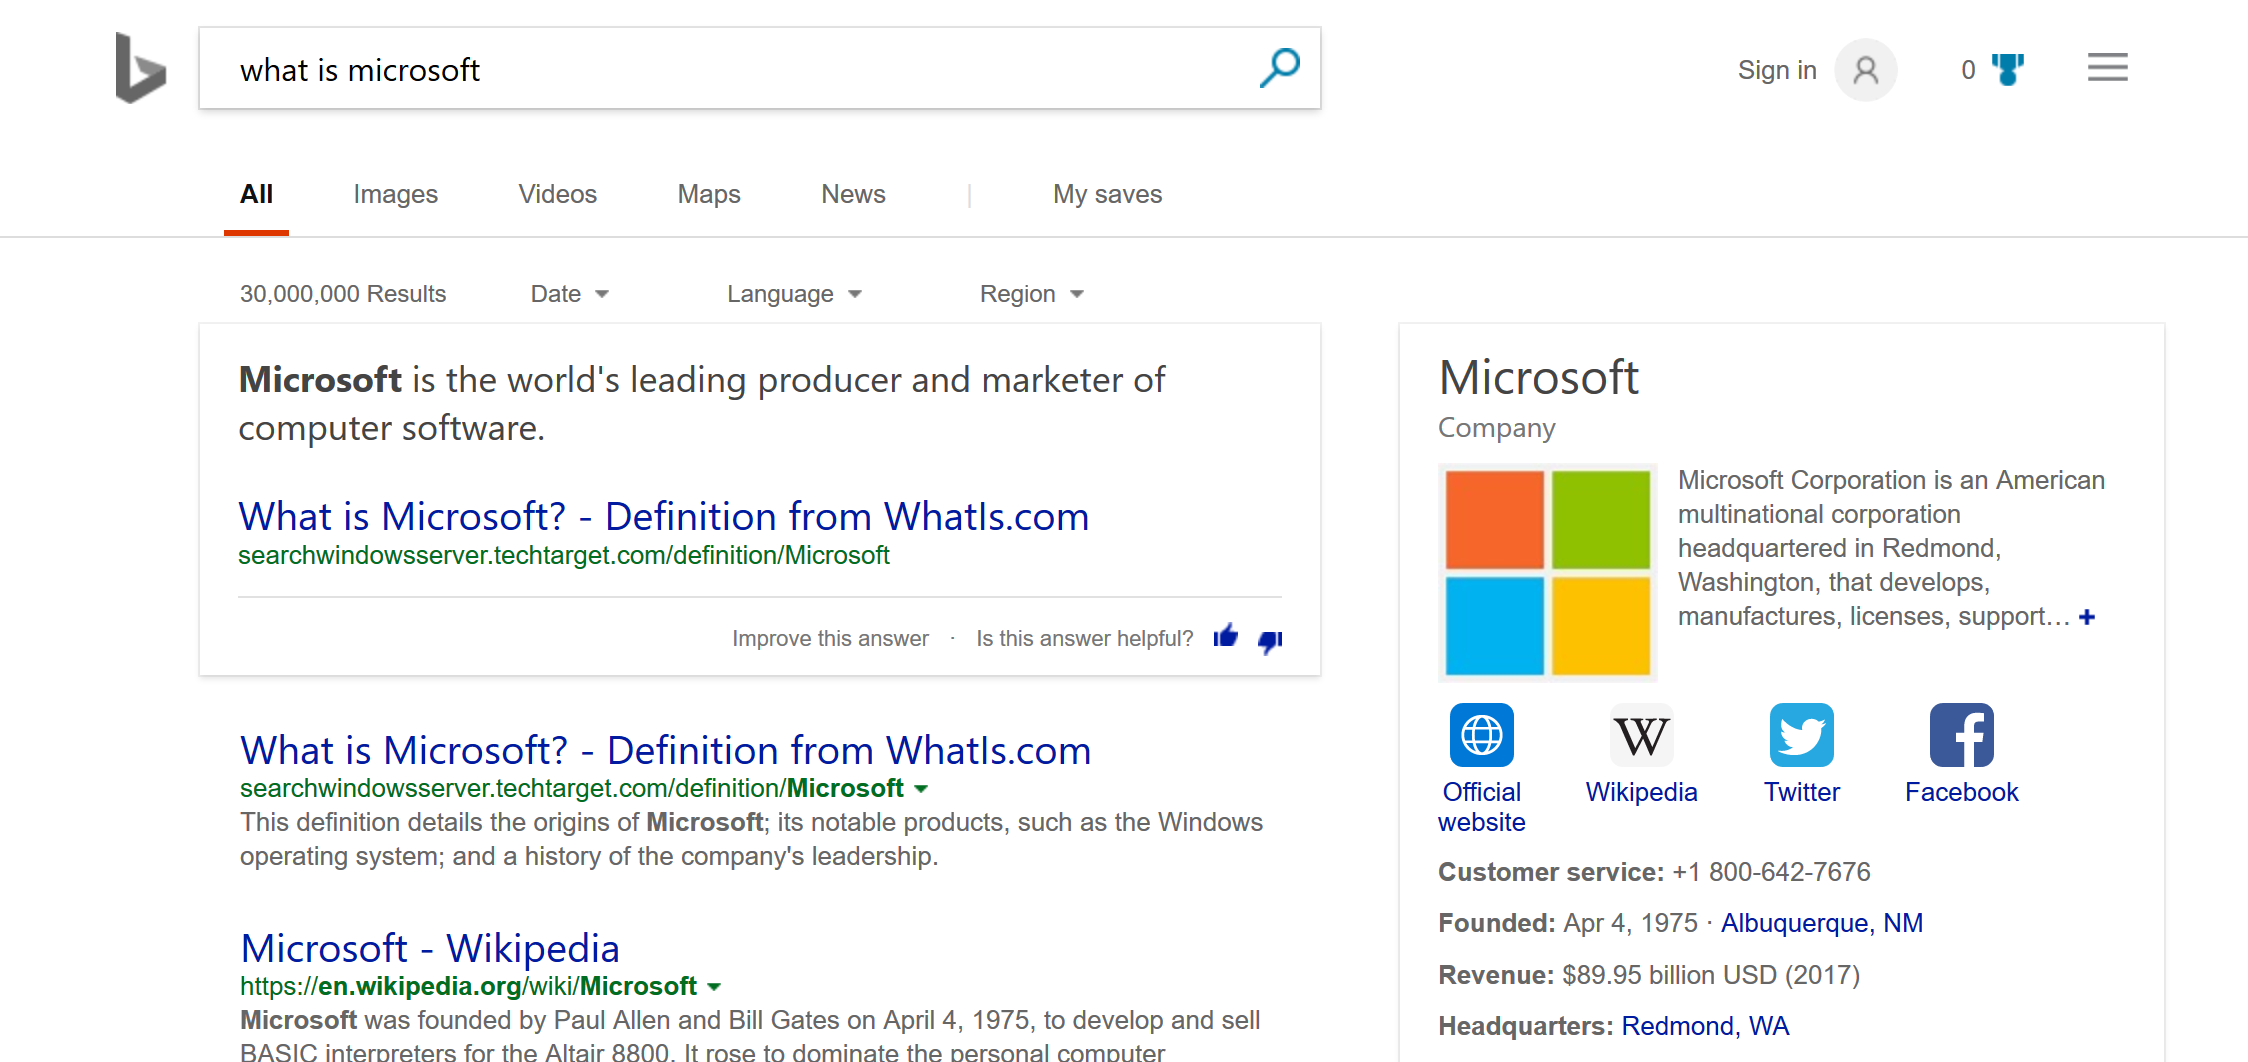 what is microsoft
Sign in
0
All
Images
Videos
Maps
News
|
My saves
30,000,000 Results
Date
Language
Region
Microsoft is the world's leading producer and marketer of
computer software.
What is Microsoft? - Definition from WhatIs.com
searchwindowsserver.techtarget.com/definition/Microsoft
Improve this answer · Is this answer helpful?
What is Microsoft? - Definition from WhatIs.com
searchwindowsserver.techtarget.com/definition/Microsoft
This definition details the origins of Microsoft; its notable products, such as the Windows
operating system; and a history of the company's leadership.
Microsoft - Wikipedia
https://en.wikipedia.org/wiki/Microsoft
Microsoft was founded by Paul Allen and Bill Gates on April 4, 1975, to develop and sell
BASIC interpreters for the Altair 8800. It rose to dominate the personal computer
Microsoft
Company
Microsoft Corporation is an American
multinational corporation
headquartered in Redmond,
Washington, that develops,
manufactures, licenses, support… +
W
Official
website
Wikipedia
Twitter
Facebook
Customer service: +1 800-642-7676
Founded: Apr 4, 1975 · Albuquerque, NM
Revenue: $89.95 billion USD (2017)
Headquarters: Redmond, WA